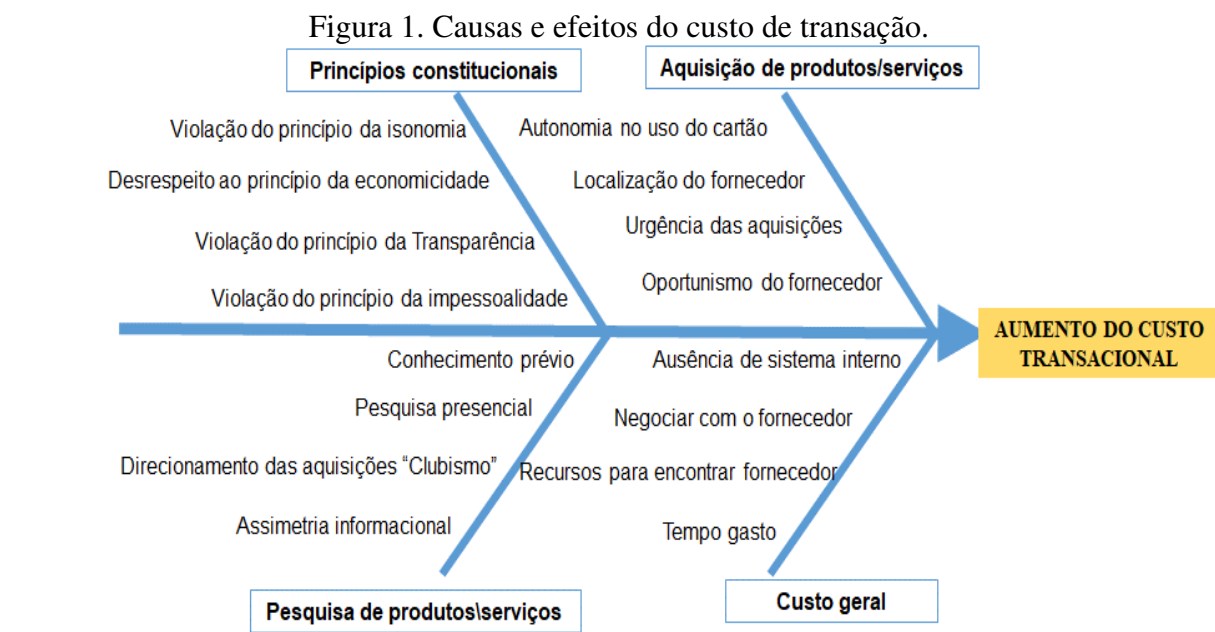 Figura 1. Causas e efeitos do custo de transação.
Princípios constitucionais
Aquisição de produtos/serviços
Violação do princípio da isonomia
Desrespeito ao princípio da economicidade
Violação do princípio da Transparência
Violação do princípio da impessoalidade
Autonomia no uso do cartão
Localização do fornecedor
Urgência das aquisições
Oportunismo do fornecedor
AUMENTO DO CUSTO
TRANSACIONAL
Conhecimento prévio
Pesquisa presencial
Direcionamento das aquisições “Clubismo”
Assimetria informacional
Ausência de sistema interno
Negociar com o fornecedor
Recursos para encontrar fornecedor
Tempo gasto
Pesquisa de produtos\serviços
Custo geral